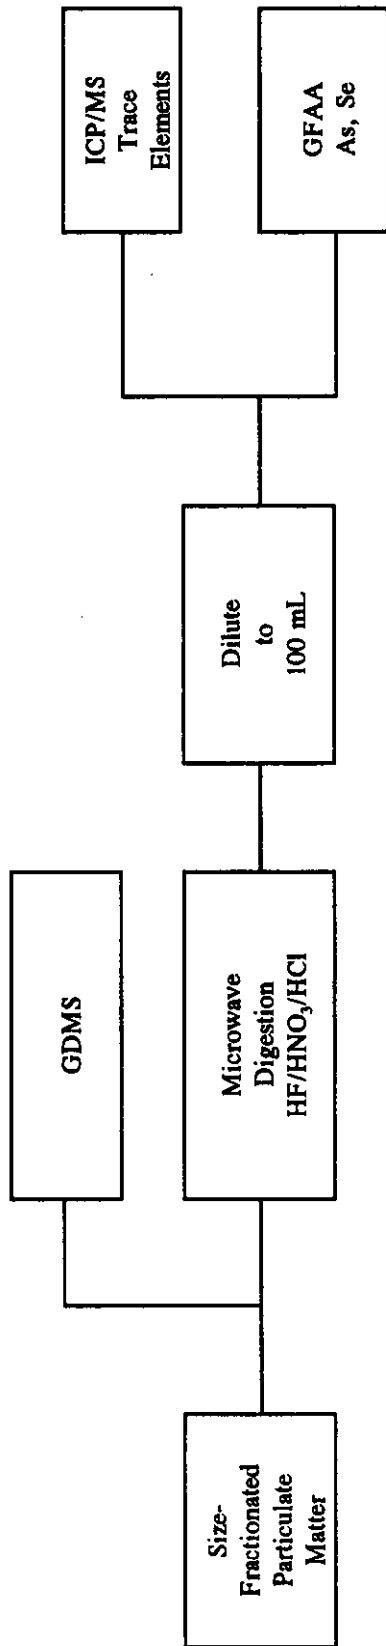 Size-
Fractionated
Particulate
Matter
GDMS
Microwave
Digestion
HF/HNO₃/HCl
Dilute
to
100 mL
ICP/MS
Trace
Elements
GFAA
As, Se